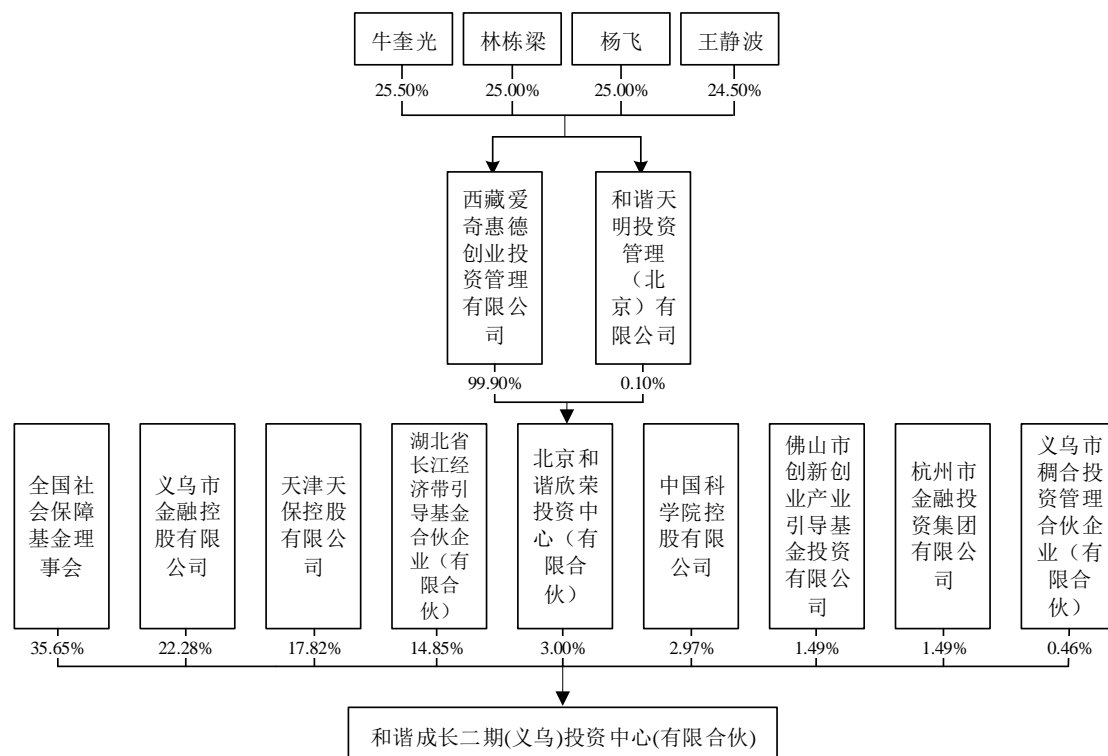 牛奎光
林栋梁
杨飞
王静波
25.50%
25.00%
25.00%
24.50%
西藏爱
奇惠德
创业投
资管理
有限公
司
和谐天
明投资
管理
（北
京）有
限公司
99.90%
0.10%
全国社
会保障
基金理
事会
义乌市
金融控
股有限
公司
天津天
保控股
有限公
司
湖北省
长江经
济带引
导基金
合伙企
业（有
限合伙）
北京和
谐欣荣
投资中
心（有
限合
伙）
中国科
学院控
股有限
公司
佛山市
创新创
业产业
引导基
金投资
有限公
司
杭州市
金融投
资集团
有限公
司
义乌市
稠合投
资管理
合伙企
业（有
限合
伙）
35.65%
22.28%
17.82%
14.85%
3.00%
2.97%
1.49%
1.49%
0.46%
和谐成长二期(义乌)投资中心(有限合伙)